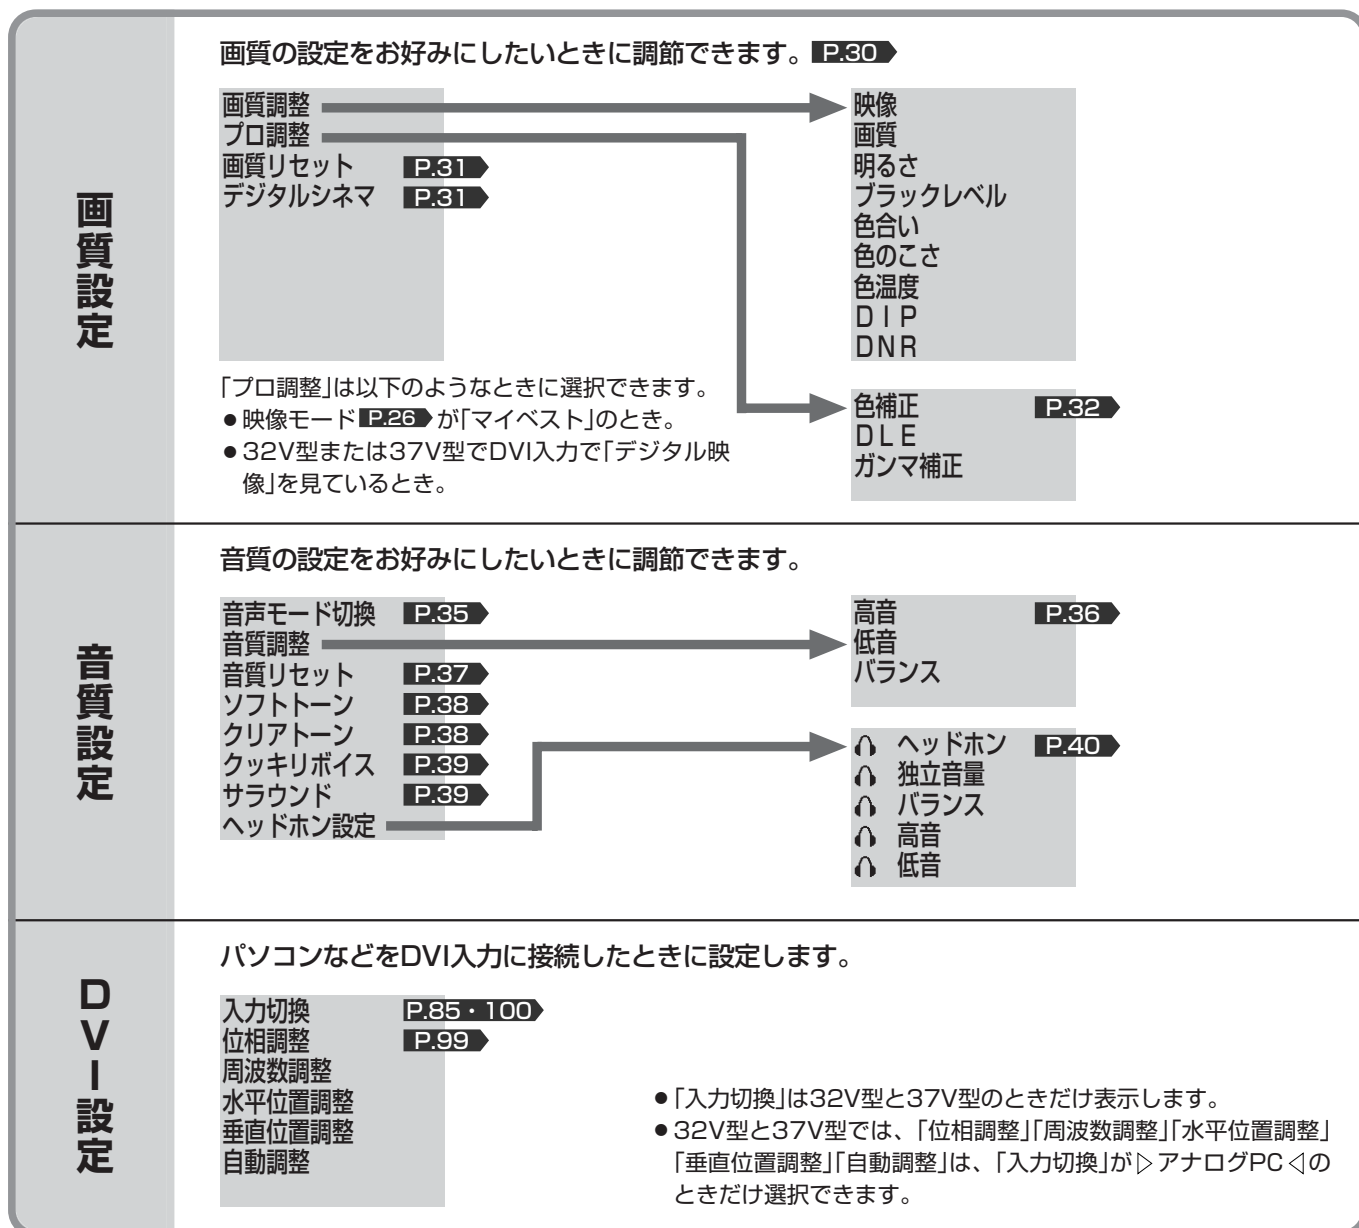 画質設定
画質の設定をお好みにしたいときに調節できます。 P.30
画質調整
プロ調整
画質リセット P.31
デジタルシネマ P.31
映像
画質
明るさ
ブラックレベル
色合い
色のこさ
色温度
ＤＩＰ
ＤＮＲ
「プロ調整」は以下のようなときに選択できます。
●映像モード P.26 が「マイベスト」のとき。
●32V型または37V型でDVI入力で「デジタル映
像」を見ているとき。
色補正 P.32
ＤＬＥ
ガンマ補正
音質設定
音質の設定をお好みにしたいときに調節できます。
音声モード切換 P.35
音質調整
音質リセット P.37
ソフトトーン P.38
クリアトーン P.38
クッキリボイス P.39
サラウンド P.39
ヘッドホン設定
高音 P.36
低音
バランス
ヘッドホン P.40
独立音量
バランス
高音
低音
DVI設定
パソコンなどをDVI入力に接続したときに設定します。
入力切換 P.85・100
位相調整 P.99
周波数調整
水平位置調整
垂直位置調整
自動調整
●「入力切換」は32V型と37V型のときだけ表示します。
●32V型と37V型では、「位相調整」「周波数調整」「水平位置調整」
「垂直位置調整」「自動調整」は、「入力切換」が▷アナログPC◁の
ときだけ選択できます。